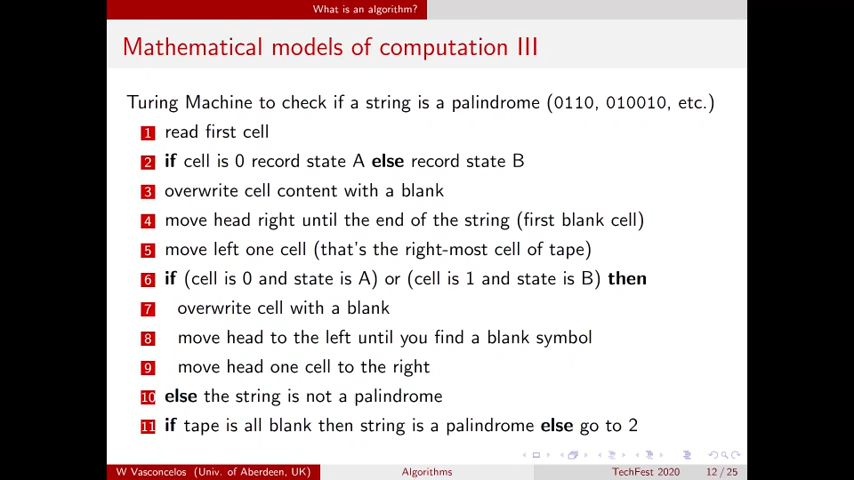 What is an algorithm?
Mathematical models of computation III
Turing Machine to check if a string is a palindrome (0110, 010010, etc.)
1 read first cell
2 if cell is 0 record state A else record state B
3 overwrite cell content with a blank
4 move head right until the end of the string (first blank cell)
5 move left one cell (that's the right-most cell of tape)
6 if (cell is 0 and state is A) or (cell is 1 and state is B) then
7 overwrite cell with a blank
8 move head to the left until you find a blank symbol
9 move head one cell to the right
10 else the string is not a palindrome
11 if tape is all blank then string is a palindrome else go to 2
W Vasconcelos (Univ. of Aberdeen, UK) Algorithms TechFest 2020 12 / 25